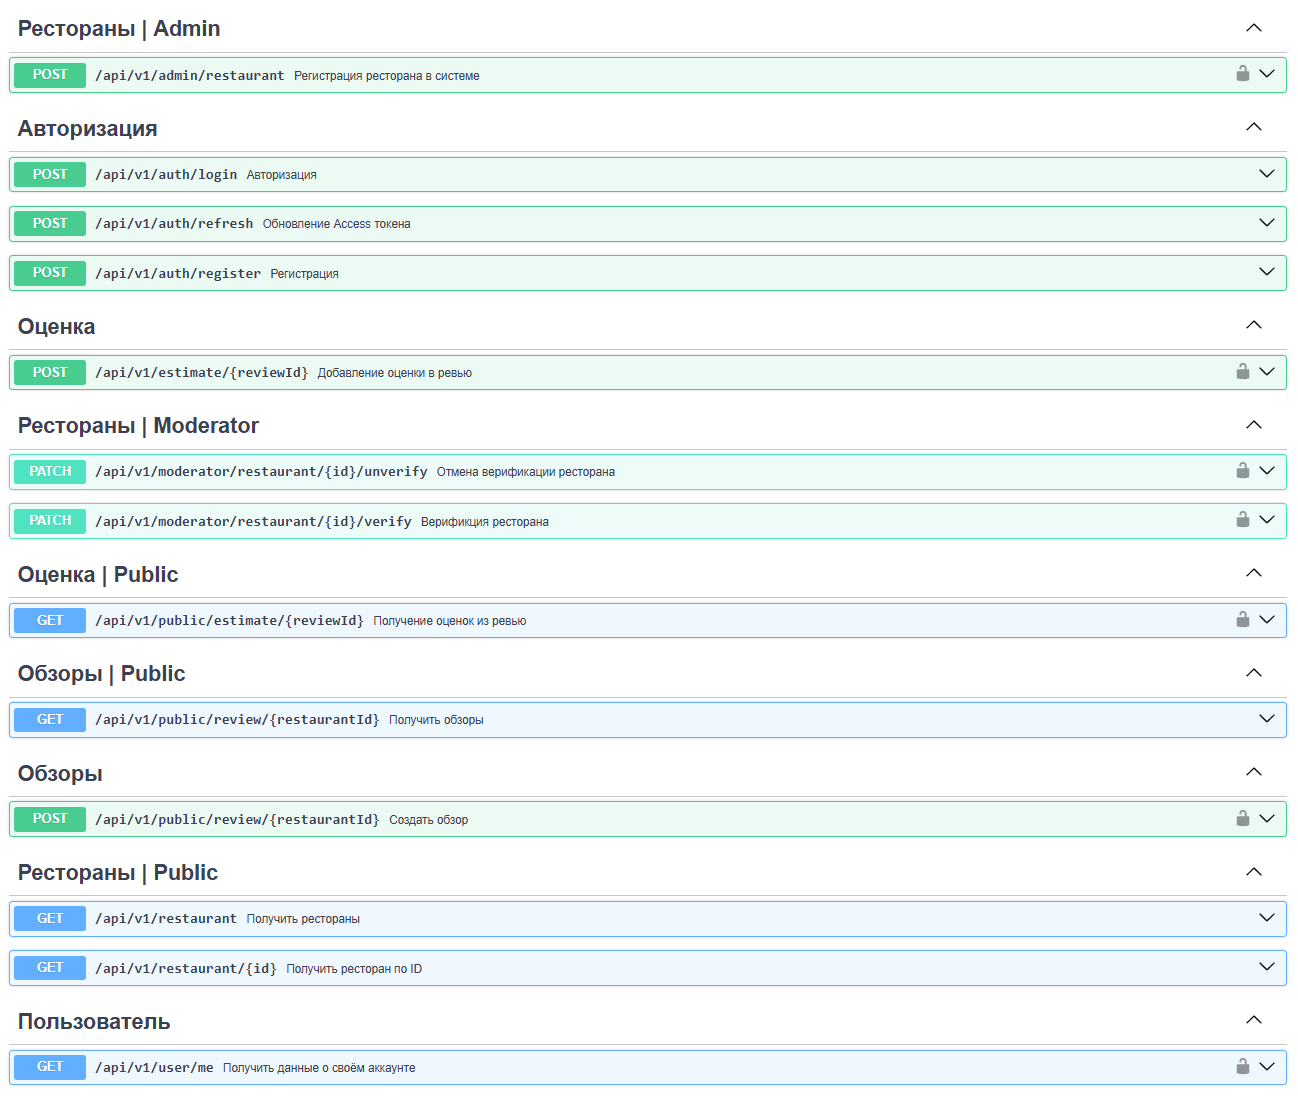 Рестораны | Admin
POST /api/v1/admin/restaurant Регистрация ресторана в системе
Авторизация
POST /api/v1/auth/login Авторизация
POST /api/v1/auth/refresh Обновление Access токена
POST /api/v1/auth/register Регистрация
Оценка
POST /api/v1/estimate/{reviewId} Добавление оценки в ревью
Рестораны | Moderator
PATCH /api/v1/moderator/restaurant/{id}/unverify Отмена верификации ресторана
PATCH /api/v1/moderator/restaurant/{id}/verify Верификция ресторана
Оценка | Public
GET /api/v1/public/estimate/{reviewId} Получение оценок из ревью
Обзоры | Public
GET /api/v1/public/review/{restaurantId} Получить обзоры
Обзоры
POST /api/v1/public/review/{restaurantId} Создать обзор
Рестораны | Public
GET /api/v1/restaurant Получить рестораны
GET /api/v1/restaurant/{id} Получить ресторан по ID
Пользователь
GET /api/v1/user/me Получить данные о своём аккаунте